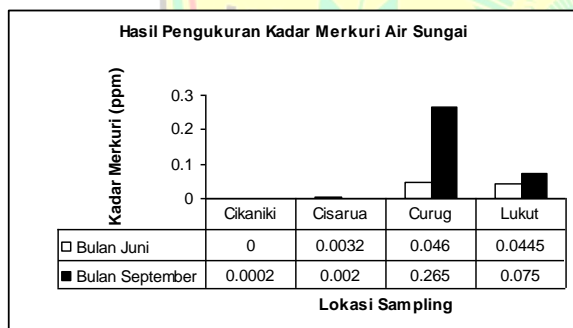 Hasil Pengukuran Kadar Merkuri Air Sungai
Kadar Merkuri (ppm)
0.3
0.2
0.1
0
Cikaniki Cisarua Curug Lukut
Bulan Juni 0 0.0032 0.046 0.0445
Bulan September 0.0002 0.002 0.265 0.075
Lokasi Sampling